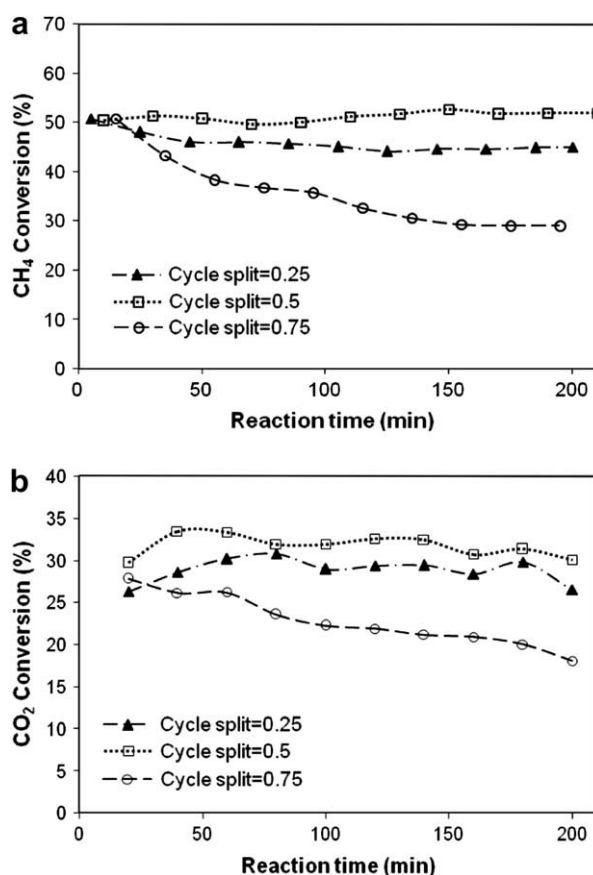 a
70
60
50
40
30
20
10
0
CH₄ Conversion (%)
Cycle split=0.25
Cycle split=0.5
Cycle split=0.75
0 50 100 150 200
Reaction time (min)
b
40
35
30
25
20
15
10
5
0
CO₂ Conversion (%)
Cycle split=0.25
Cycle split=0.5
Cycle split=0.75
0 50 100 150 200
Reaction time (min)